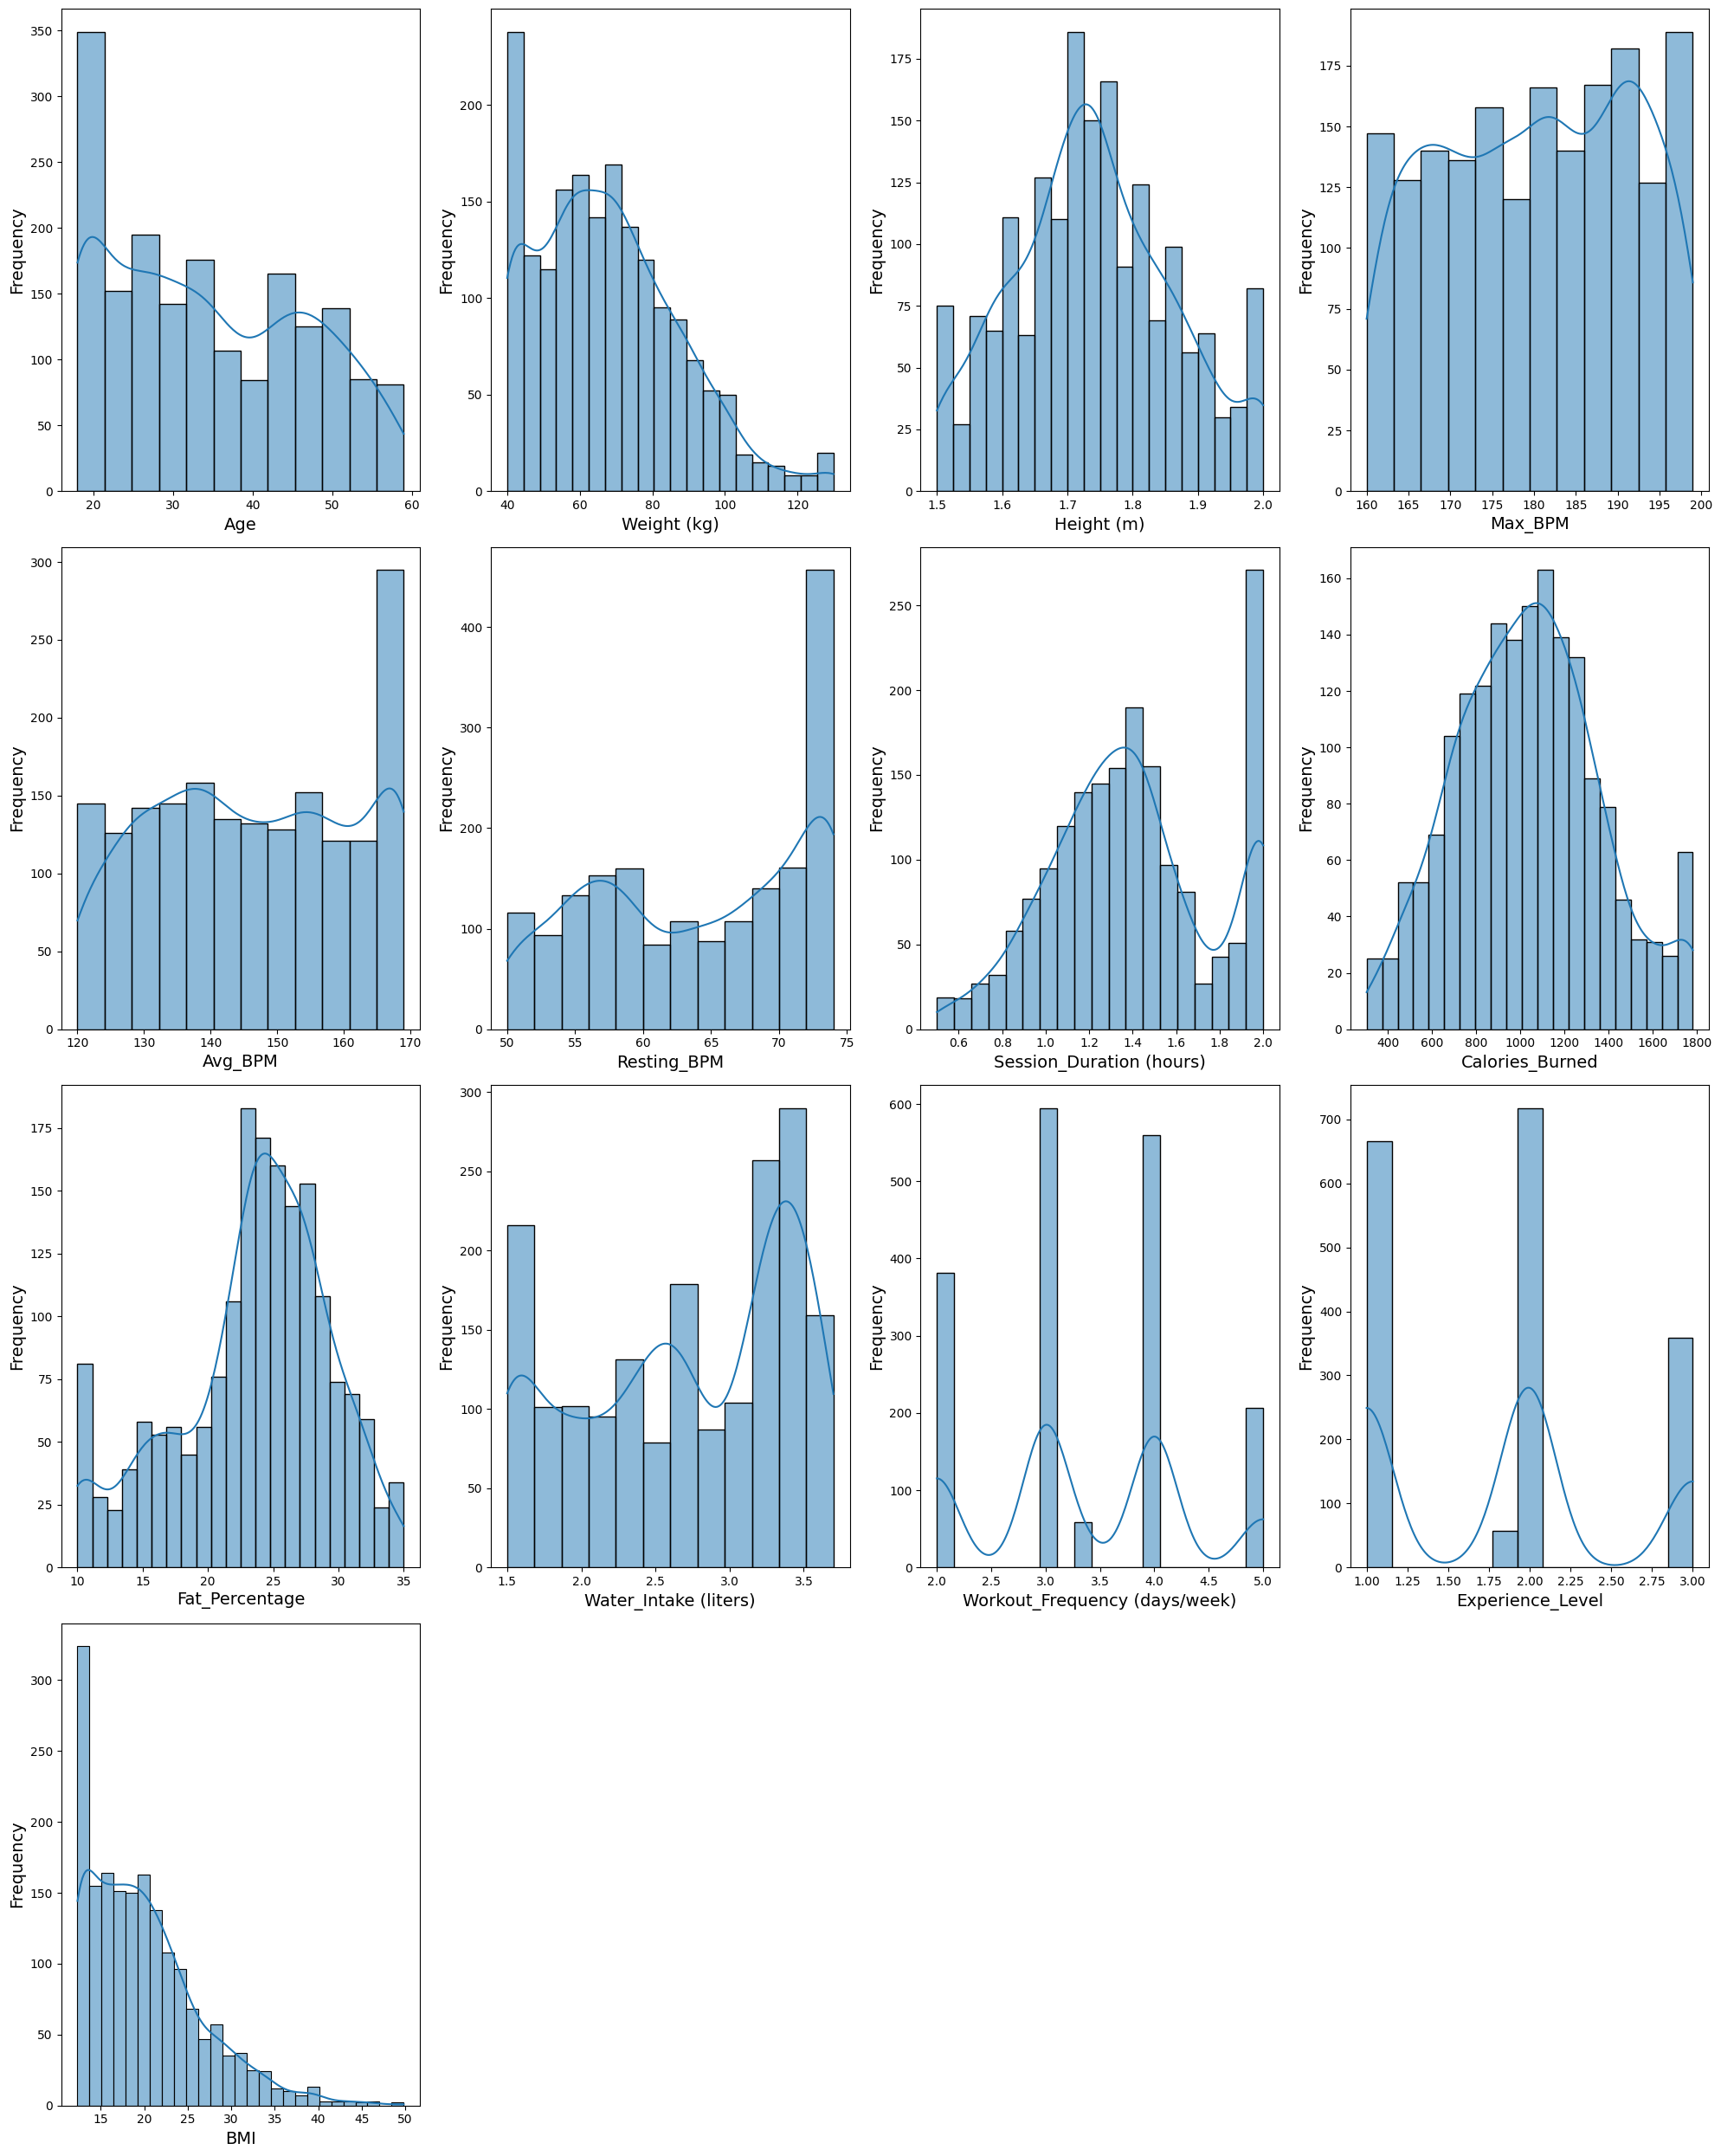 350
300
250
200
150
100
50
0
Frequency
20 30 40 50 60
Age
200
150
100
50
0
Frequency
40 60 80 100 120
Weight (kg)
175
150
125
100
75
50
25
0
Frequency
1.5 1.6 1.7 1.8 1.9 2.0
Height (m)
175
150
125
100
75
50
25
0
Frequency
160 165 170 175 180 185 190 195 200
Max_BPM
300
250
200
150
100
50
0
Frequency
120 130 140 150 160 170
Avg_BPM
400
300
200
100
0
Frequency
50 55 60 65 70 75
Resting_BPM
250
200
150
100
50
0
Frequency
0.6 0.8 1.0 1.2 1.4 1.6 1.8 2.0
Session_Duration (hours)
160
140
120
100
80
60
40
20
0
Frequency
400 600 800 1000 1200 1400 1600 1800
Calories_Burned
175
150
125
100
75
50
25
0
Frequency
10 15 20 25 30 35
Fat_Percentage
300
250
200
150
100
50
0
Frequency
1.5 2.0 2.5 3.0 3.5
Water_Intake (liters)
600
500
400
300
200
100
0
Frequency
2.0 2.5 3.0 3.5 4.0 4.5 5.0
Workout_Frequency (days/week)
700
600
500
400
300
200
100
0
Frequency
1.00 1.25 1.50 1.75 2.00 2.25 2.50 2.75 3.00
Experience_Level
300
250
200
150
100
50
0
Frequency
15 20 25 30 35 40 45 50
BMI